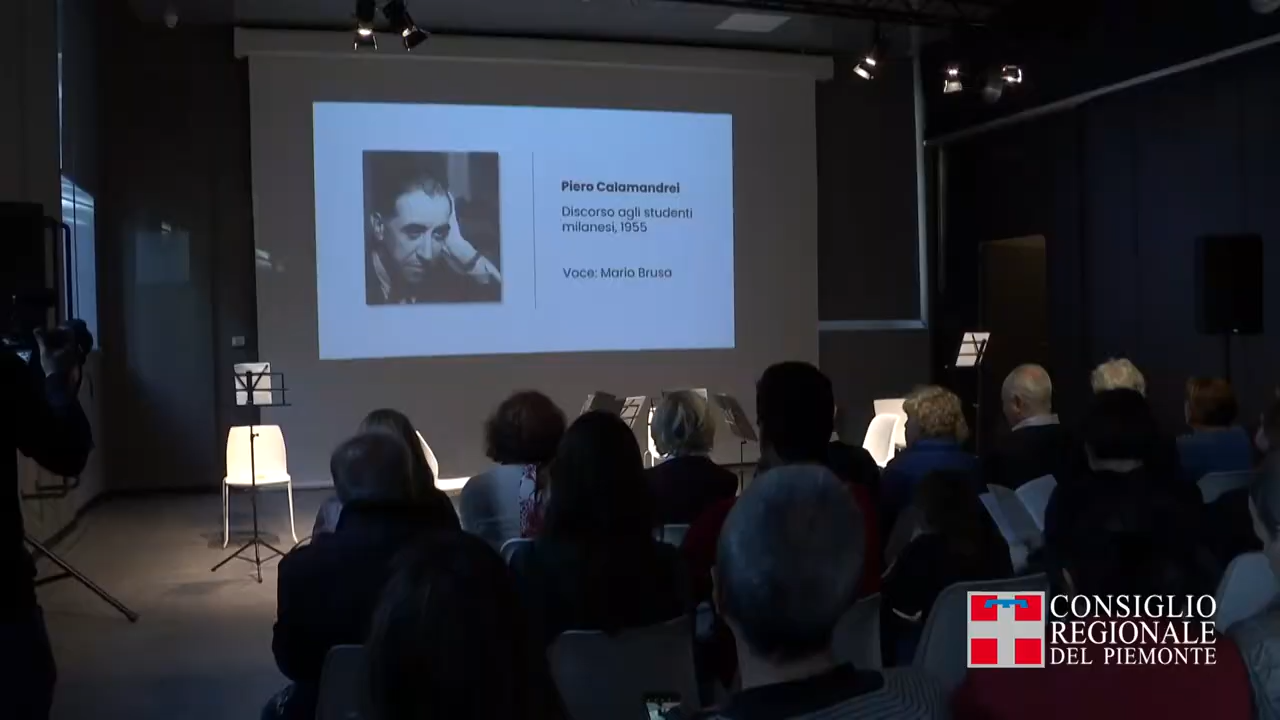 Piero Calamandrei
Discorso agli studenti
milanesi, 1955
Voce: Mario Brusa
CONSIGLIO
REGIONALE
DEL PIEMONTE